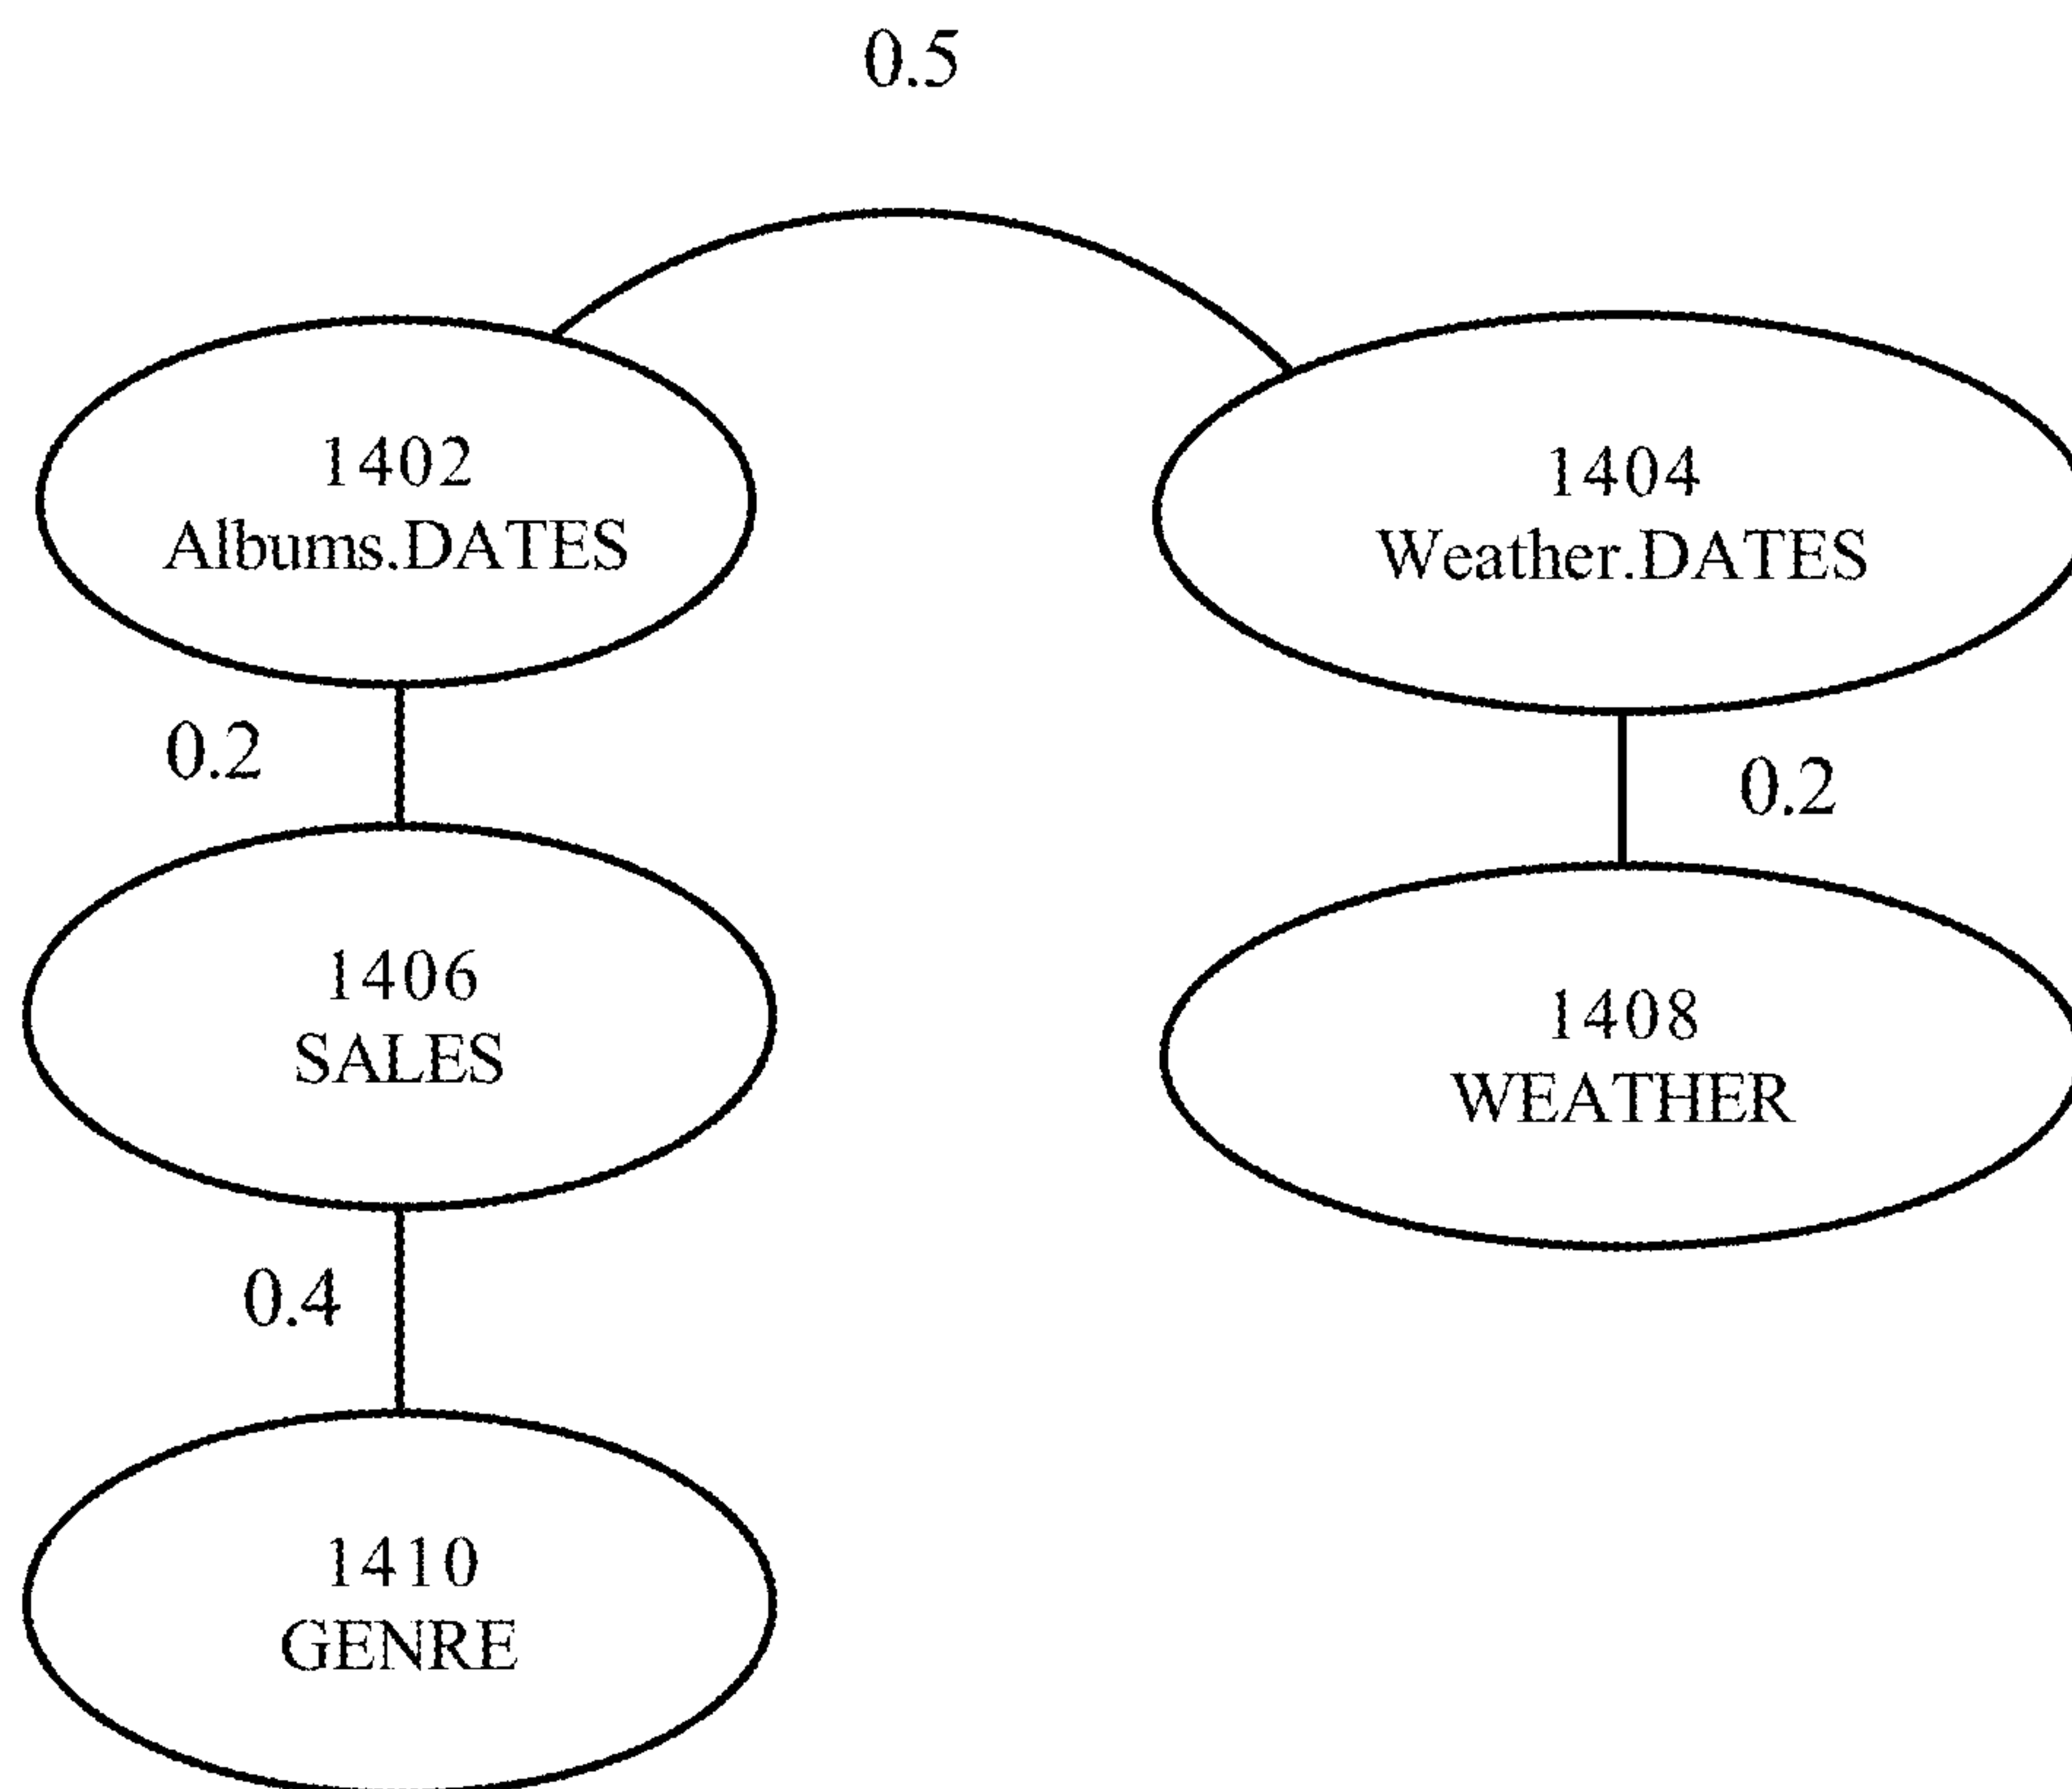 0.5
1402
Albums.DATES
1404
Weather.DATES
0.2
0.2
1406
SALES
1408
WEATHER
0.4
1410
GENRE